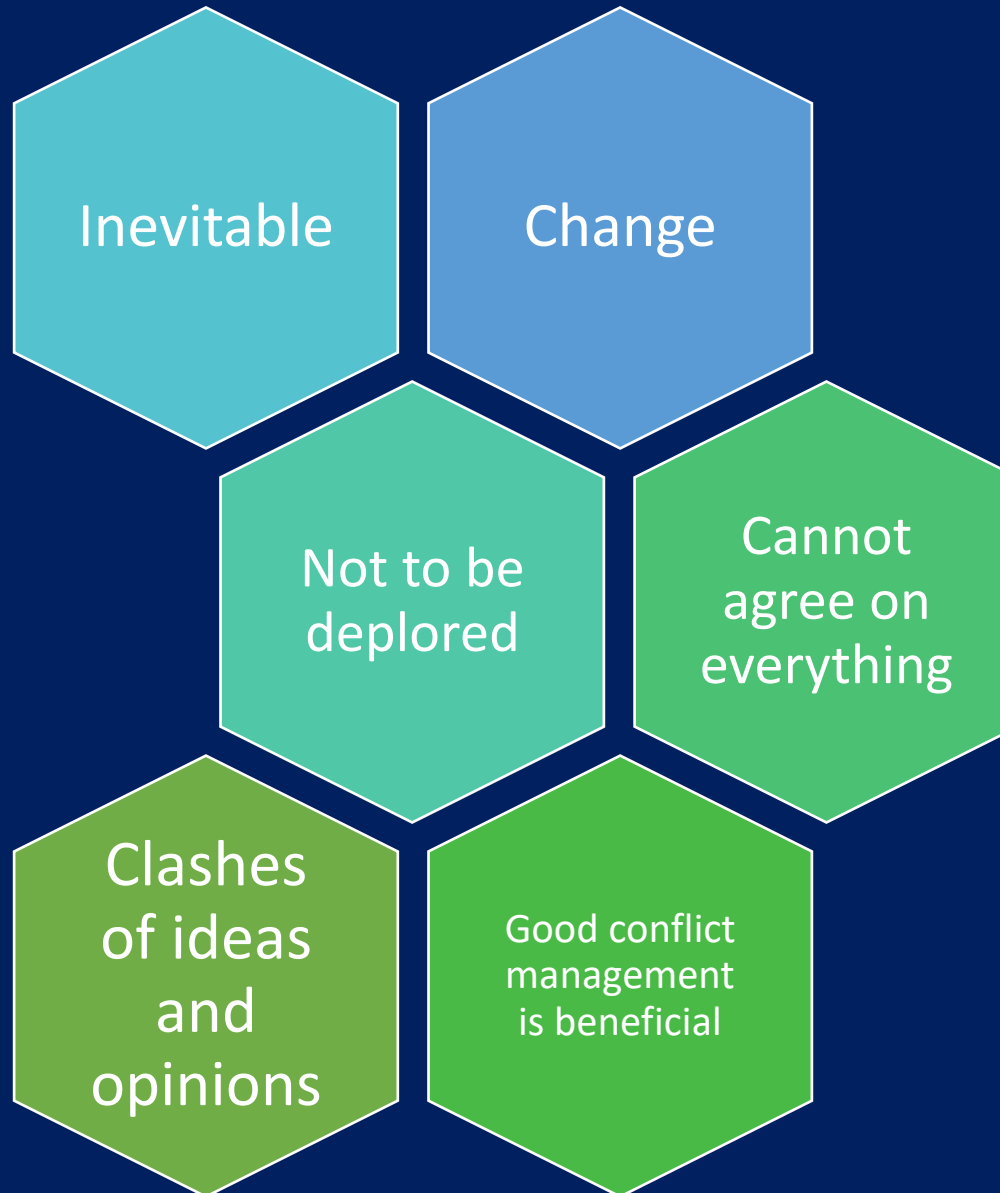 Inevitable
Change
Not to be
deplored
Cannot
agree on
everything
Clashes
of ideas
and
opinions
Good conflict
management
is beneficial